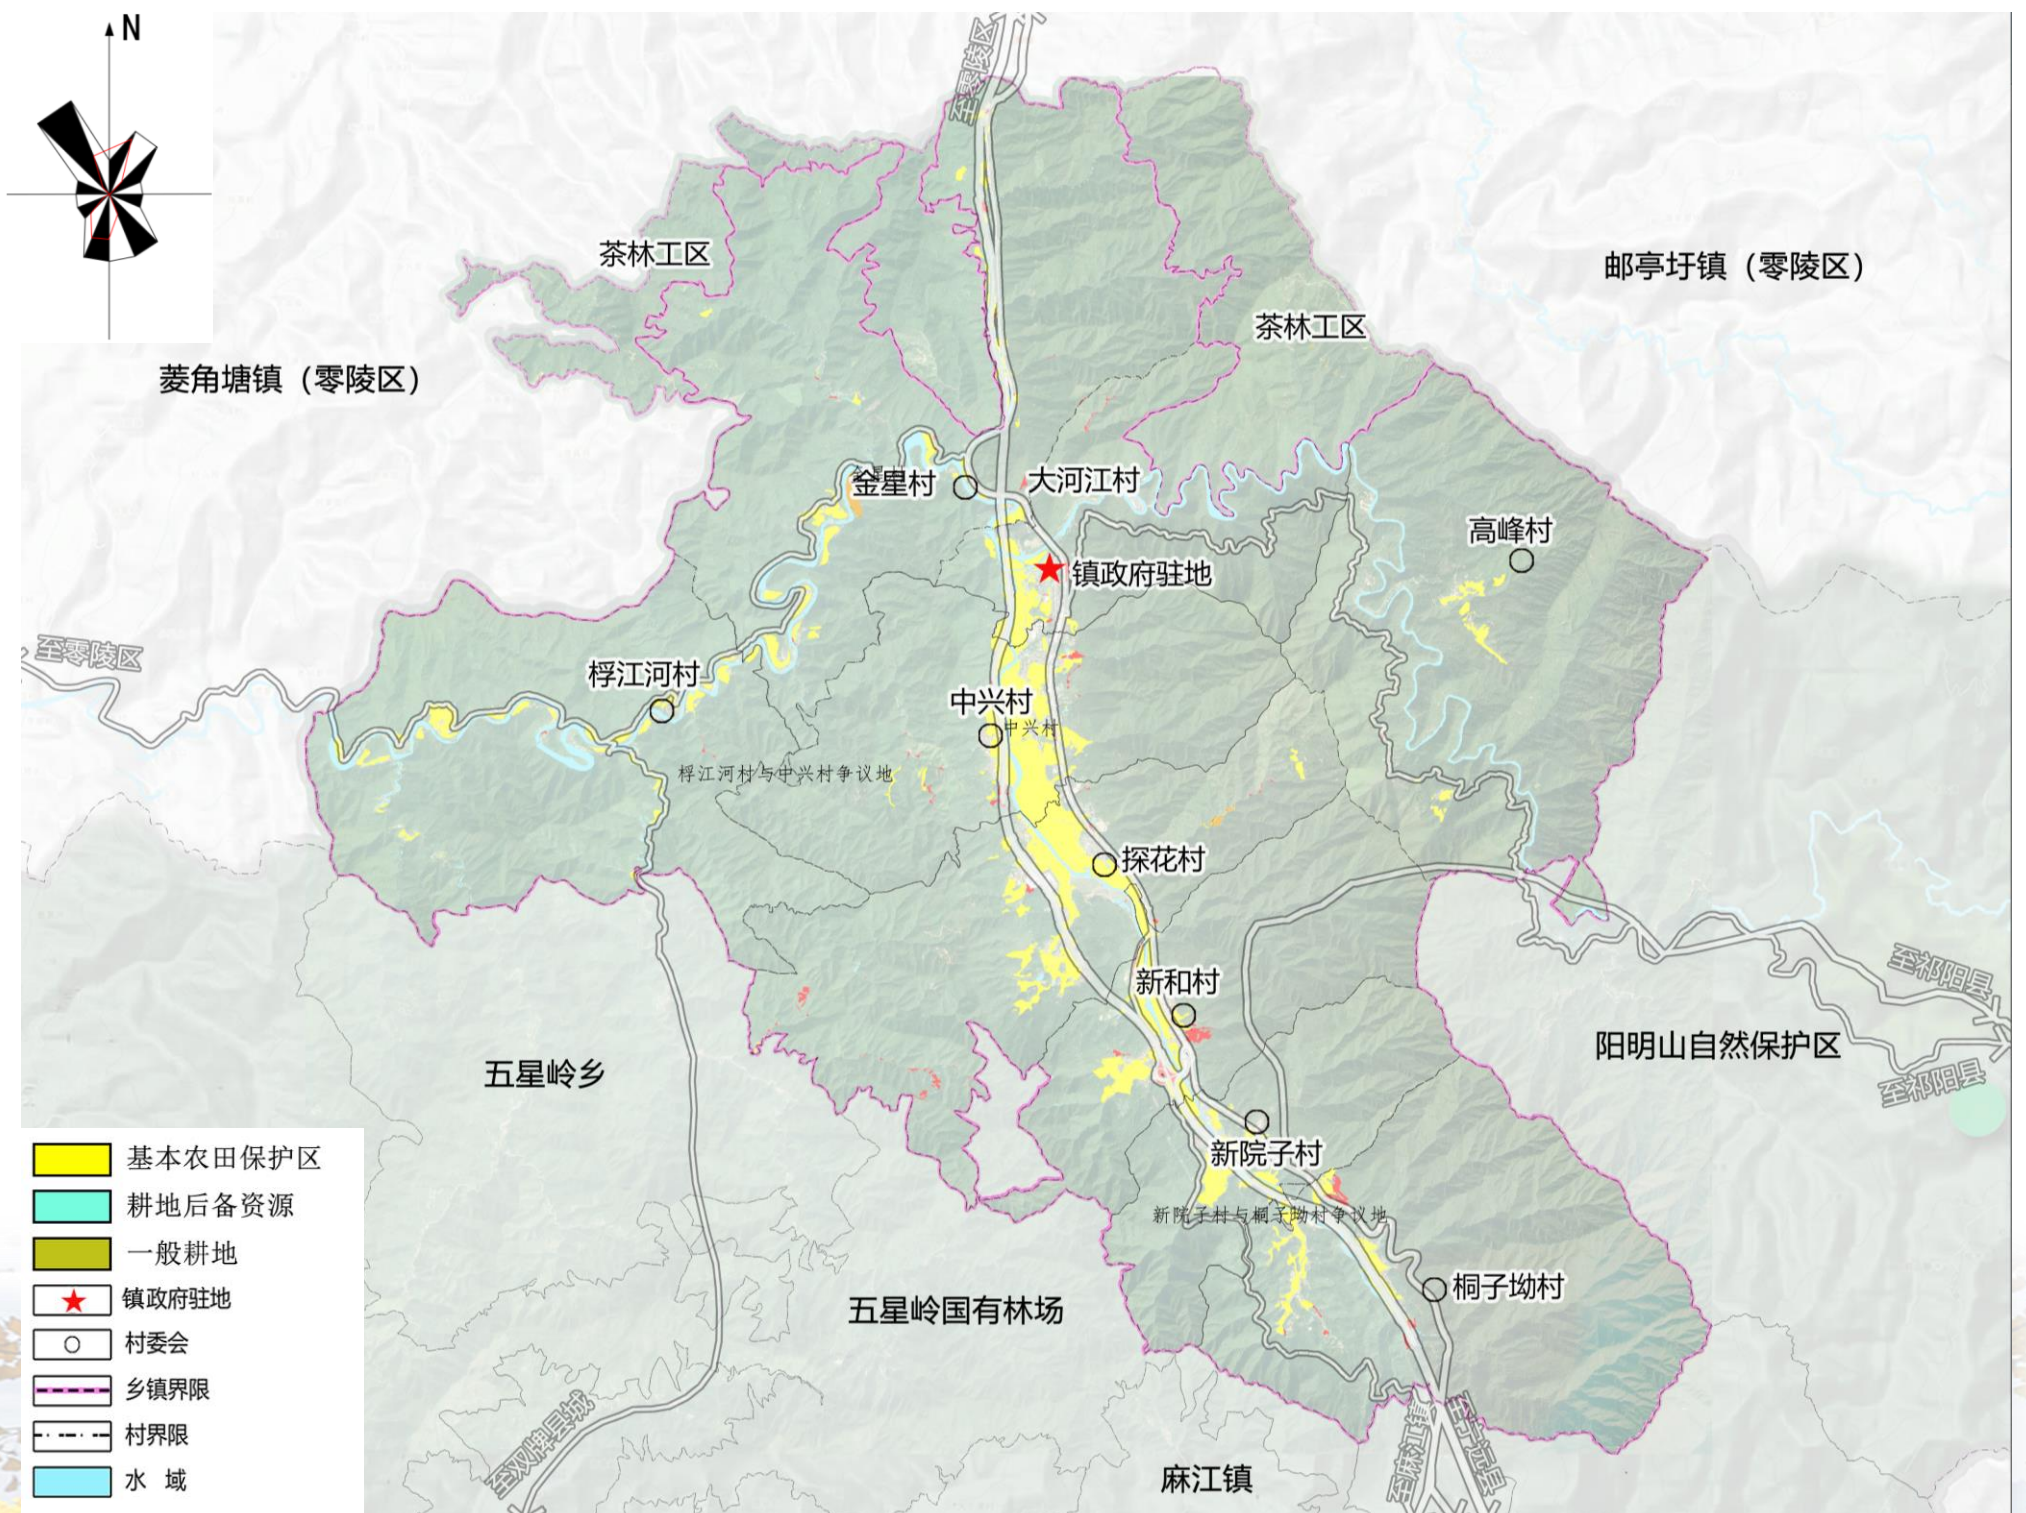 N
至零陵区
茶林工区
邮亭圩镇（零陵区）
茶林工区
菱角塘镇（零陵区）
金星村
大河江村
高峰村
镇政府驻地
至零陵区
桴江河村
中兴村
中兴村
桴江河村与中兴村争议地
探花村
新和村
至祁阳县
阳明山自然保护区
五星岭乡
至祁阳县
新院子村
新院子村与桐子坳村争议地
桐子坳村
五星岭国有林场
至双牌县城
至麻江镇
至宁远县
麻江镇
基本农田保护区
耕地后备资源
一般耕地
镇政府驻地
村委会
乡镇界限
村界限
水 域